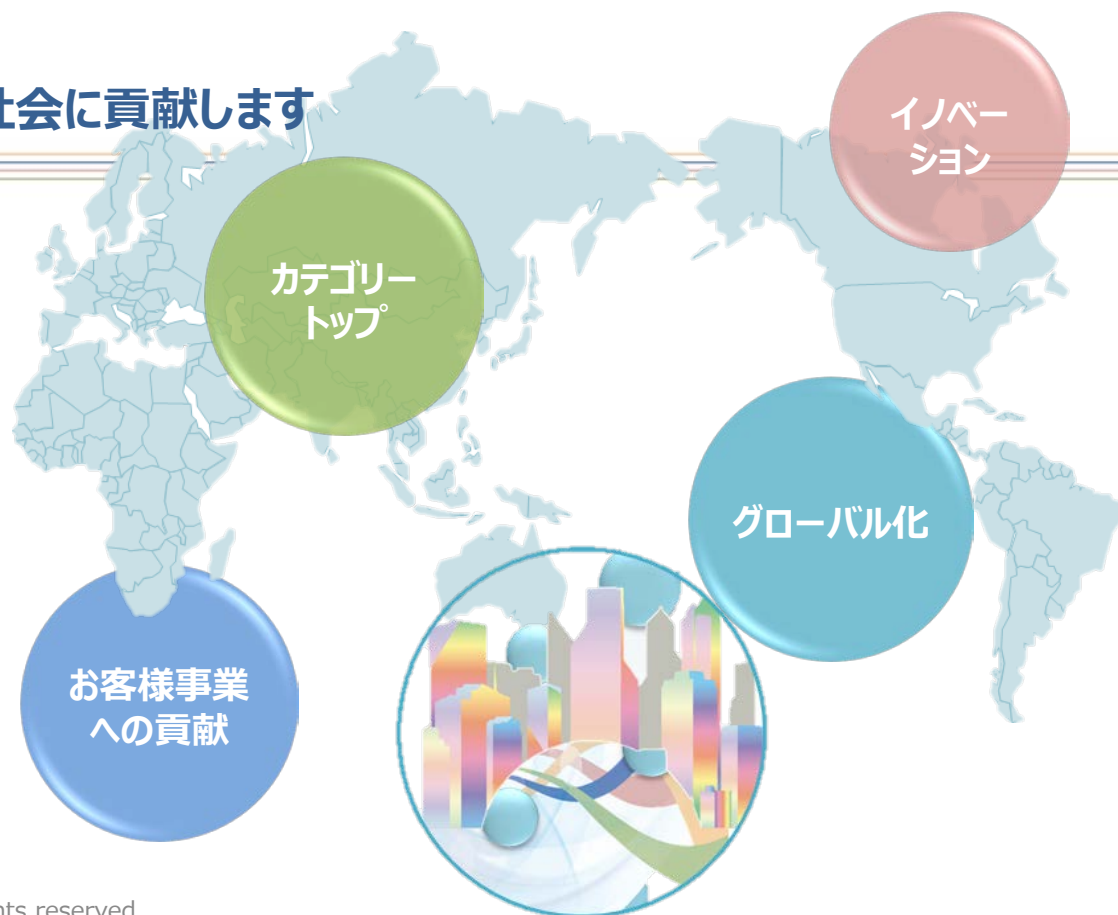 社会に貢献します
イノベー
ション
カテゴリー
トップ
グローバル化
お客様事業
への貢献
nts reserved